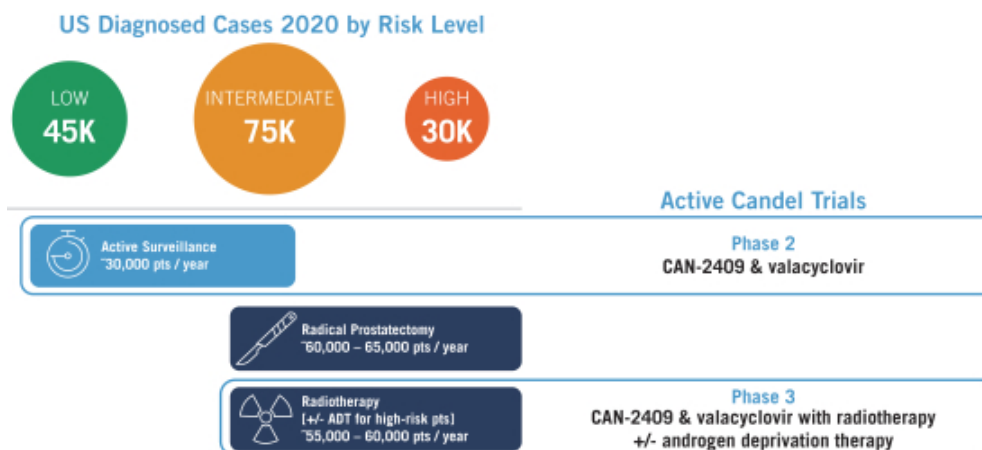 US Diagnosed Cases 2020 by Risk Level
LOW
45K
INTERMEDIATE
75K
HIGH
30K
Active Candel Trials
Active Surveillance
~30,000 pts / year
Phase 2
CAN-2409 & valacyclovir
Radical Prostatectomy
~60,000 – 65,000 pts / year
Radiotherapy
[+/- ADT for high-risk pts]
~55,000 – 60,000 pts / year
Phase 3
CAN-2409 & valacyclovir with radiotherapy
+/- androgen deprivation therapy